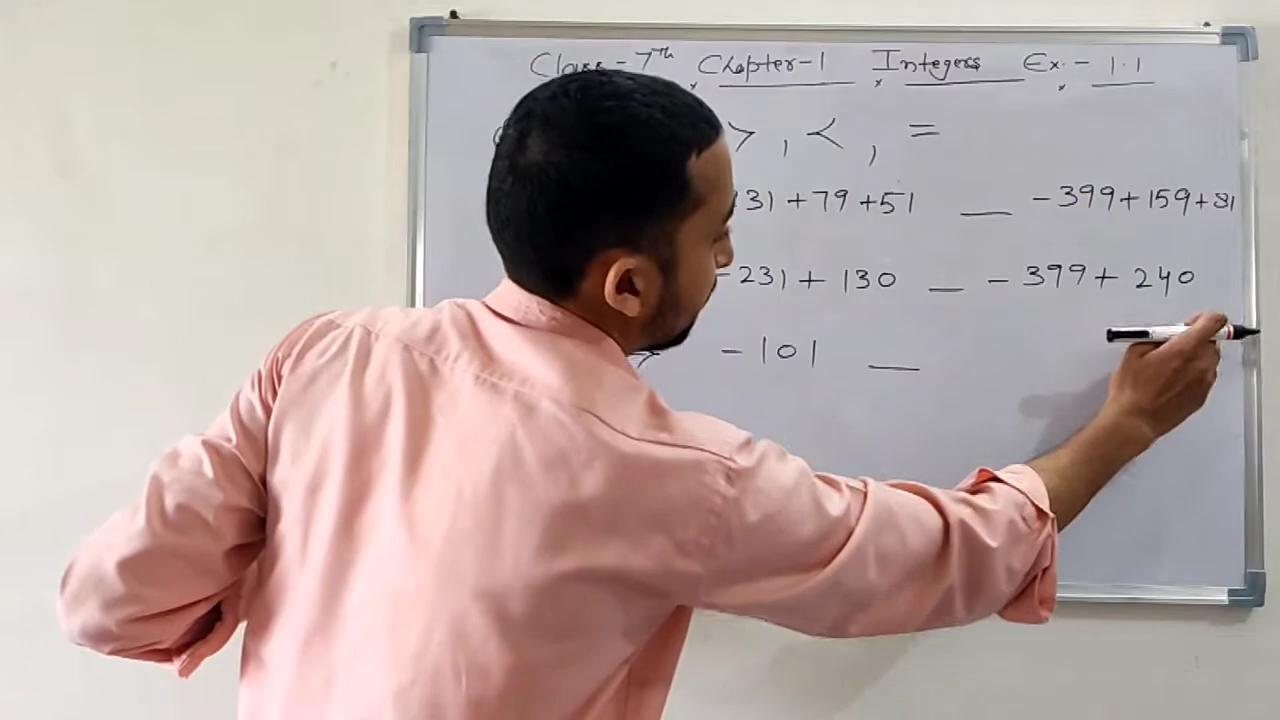 Class - 7th Chapter-1 Integers Ex. - 1.1
> , < , =
231 + 79 + 51 __ - 399 + 159 + 81
- 231 + 130 __ - 399 + 240
- 101 __